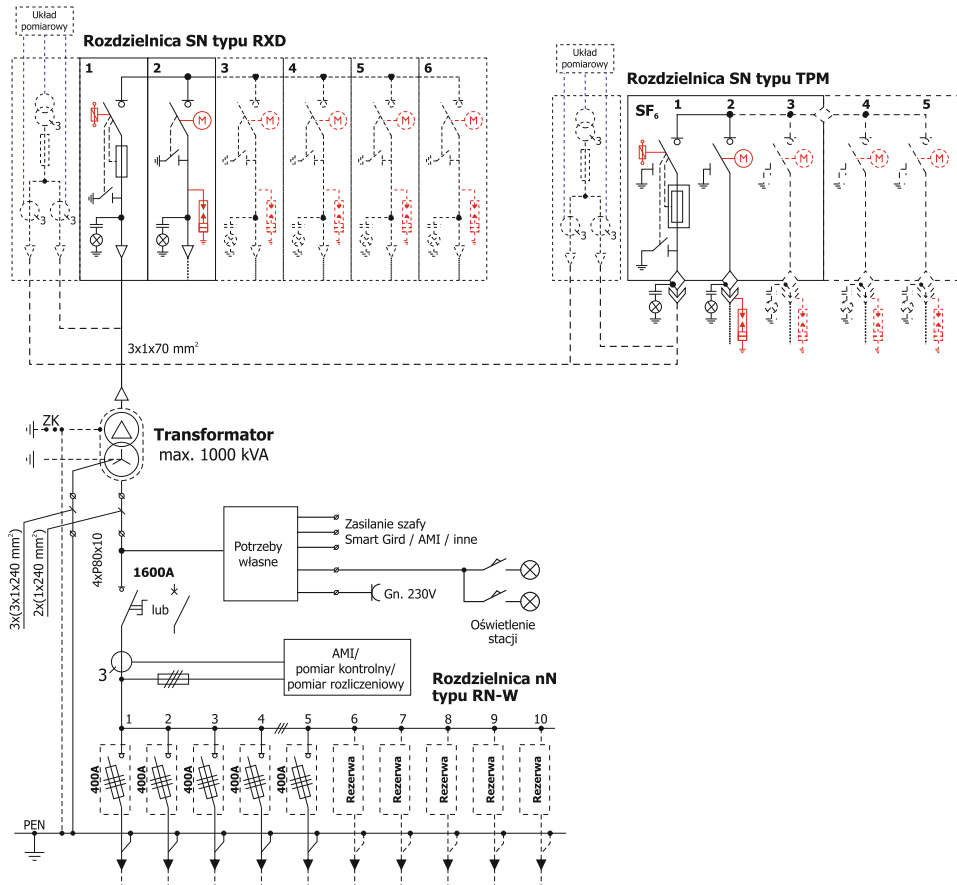 Układ
pomiarowy
Rozdzielnica SN typu RXD
1 2 3 4 5 6
3
M M M M M
3 3
Układ
pomiarowy
Rozdzielnica SN typu TPM
SF₆ 1 2 3 4 5
3
M M M M
3 3
3x1x70 mm²
ZK
Transformator
max. 1000 kVA
3x(3x1x240 mm²)
2x(1x240 mm²)
4xP80x10
Potrzeby
własne
Zasilanie szafy
Smart Gird / AMI / inne
Gn. 230V
Oświetlenie
stacji
1600A
lub
3
AMI/
pomiar kontrolny/
pomiar rozliczeniowy
Rozdzielnica nN
typu RN-W
1 2 3 4 5 6 7 8 9 10
400A 400A 400A 400A 400A Rezerwa Rezerwa Rezerwa Rezerwa Rezerwa
PEN